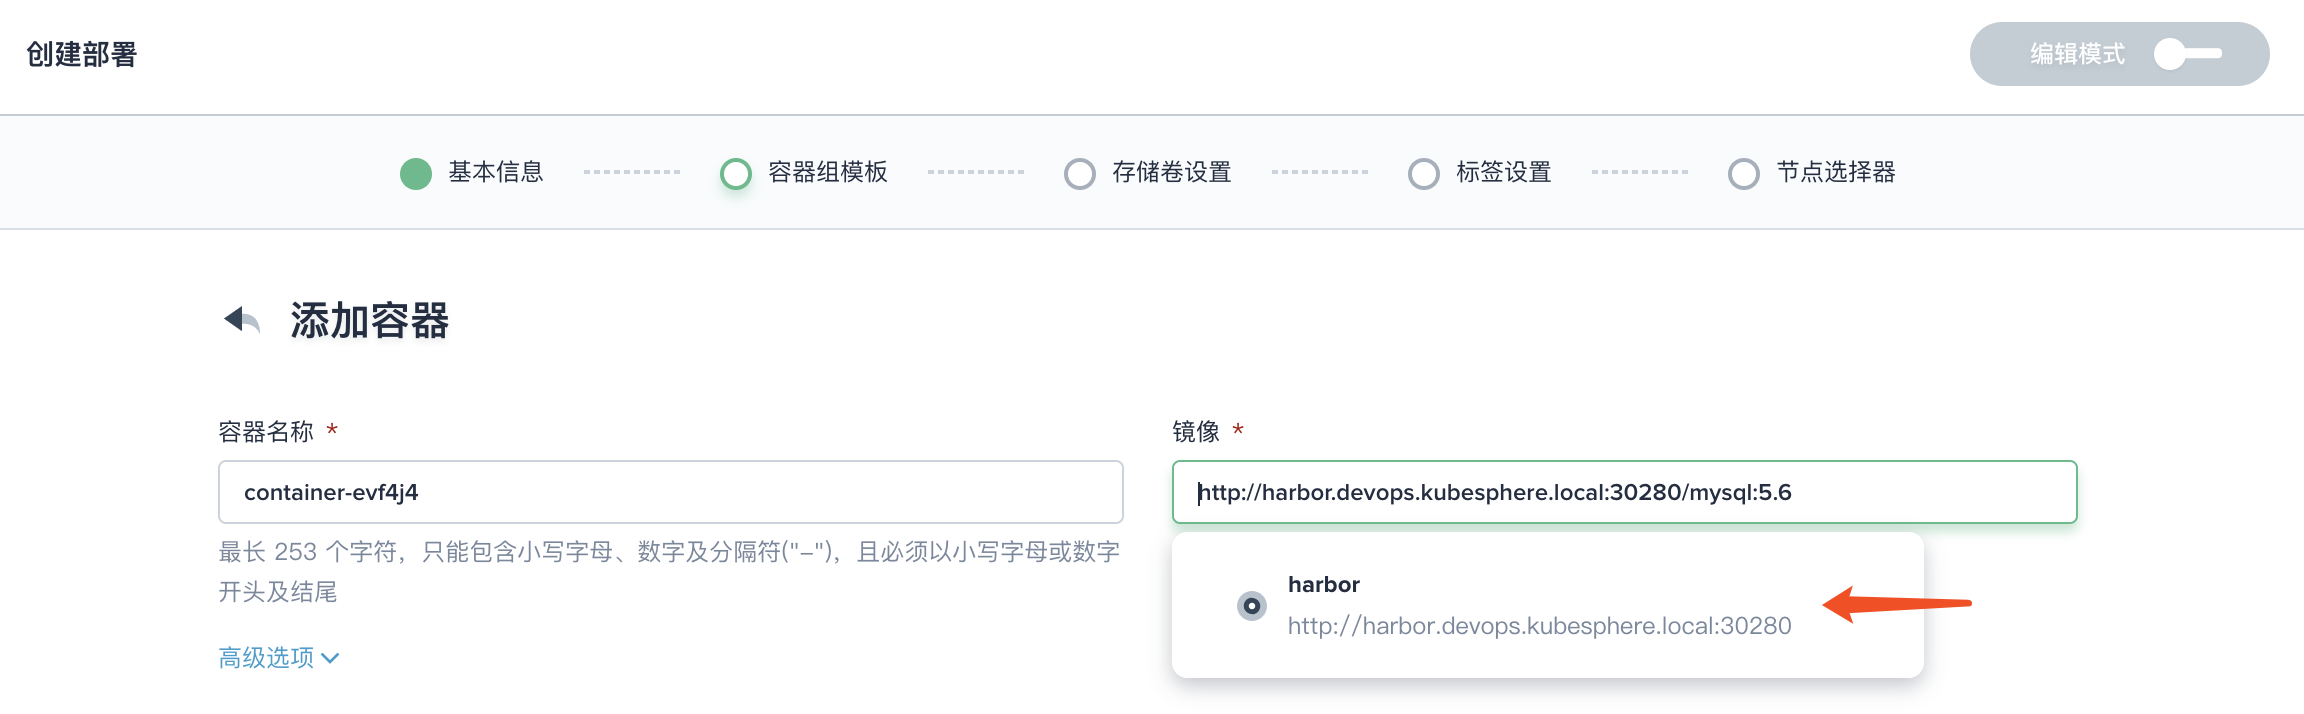 创建部署
编辑模式
基本信息
容器组模板
存储卷设置
标签设置
节点选择器
添加容器
容器名称 *
container-evf4j4
最长 253 个字符，只能包含小写字母、数字及分隔符("-")，且必须以小写字母或数字
开头及结尾
高级选项
镜像 *
http://harbor.devops.kubesphere.local:30280/mysql:5.6
harbor
http://harbor.devops.kubesphere.local:30280